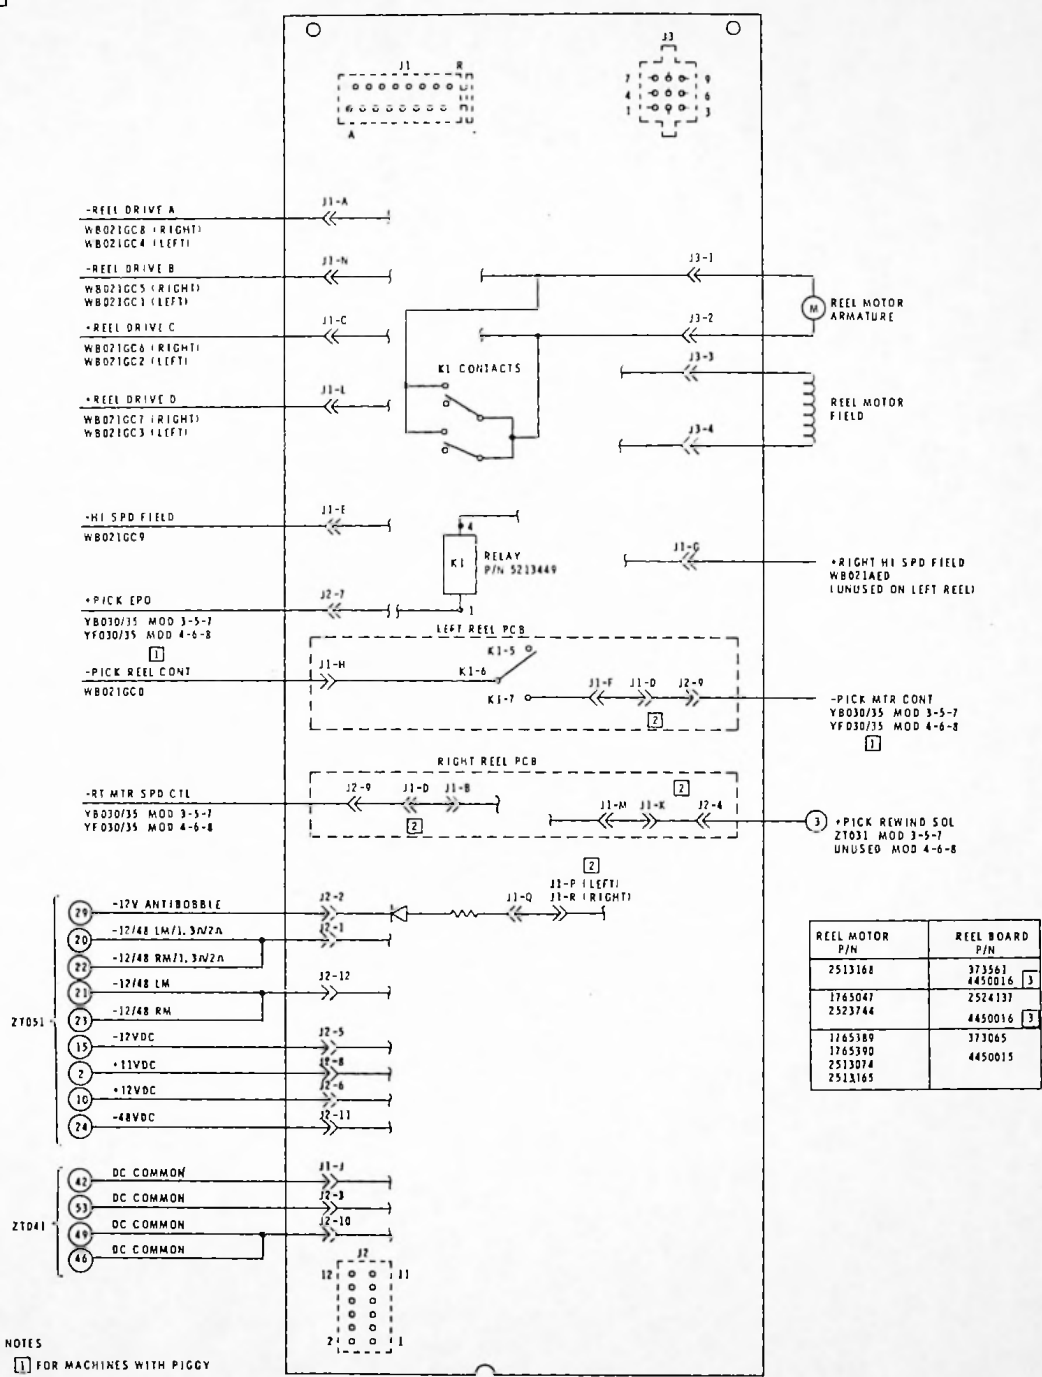 J1 R
A
J3
7 9
4 6
1 3
-REEL DRIVE A
WB021GC8 (RIGHT)
WB021GC4 (LEFT)
J1-A
-REEL DRIVE B
WB021GC5 (RIGHT)
WB021GC1 (LEFT)
J1-N
+REEL DRIVE C
WB021GC6 (RIGHT)
WB021GC2 (LEFT)
J1-C
+REEL DRIVE D
WB021GC7 (RIGHT)
WB021GC3 (LEFT)
J1-L
J3-1
J3-2
M REEL MOTOR
ARMATURE
K1 CONTACTS
J3-3
J3-4
REEL MOTOR
FIELD
-HI SPD FIELD
WB021GC9
J1-E
4
K1 RELAY
P/N 5213449
1
J1-G
+RIGHT HI SPD FIELD
WB021AE0
(UNUSED ON LEFT REEL)
+PICK EPO
YB030/35 MOD 3-5-7
YF030/35 MOD 4-6-8
1
J2-7
LEFT REEL PCB
-PICK REEL CONT
WB021GC0
J1-H
K1-5
K1-6
K1-7
J1-F J1-D J2-9
2
-PICK MTR CONT
YB030/35 MOD 3-5-7
YF030/35 MOD 4-6-8
1
RIGHT REEL PCB
-RT MTR SPD CTL
YB030/35 MOD 3-5-7
YF030/35 MOD 4-6-8
J2-9 J1-D J1-B
2
2
J1-M J1-K J2-4
3 +PICK REWIND SOL
ZT031 MOD 3-5-7
UNUSED MOD 4-6-8
2
J1-P (LEFT)
J1-Q J1-R (RIGHT)
ZT051
29 -12V ANTIBOBBLE J2-2
20 -12/48 LM/1.3Ω/2Ω J2-1
22 -12/48 RM/1.3Ω/2Ω
21 -12/48 LM J2-12
23 -12/48 RM
15 -12VDC J2-5
2 +11VDC J2-8
10 +12VDC J2-6
24 -48VDC J2-11
ZT041
42 DC COMMON J1-J
53 DC COMMON J2-3
49 DC COMMON J2-10
46 DC COMMON
J2
12 11
2 1
REEL MOTOR P/N REEL BOARD P/N
2513168 373561
4450016 3
1765047 2524137
2523744 4450016 3
1765389 373065
1765390 4450015
2513074
2513165
NOTES
1 FOR MACHINES WITH PIGGY